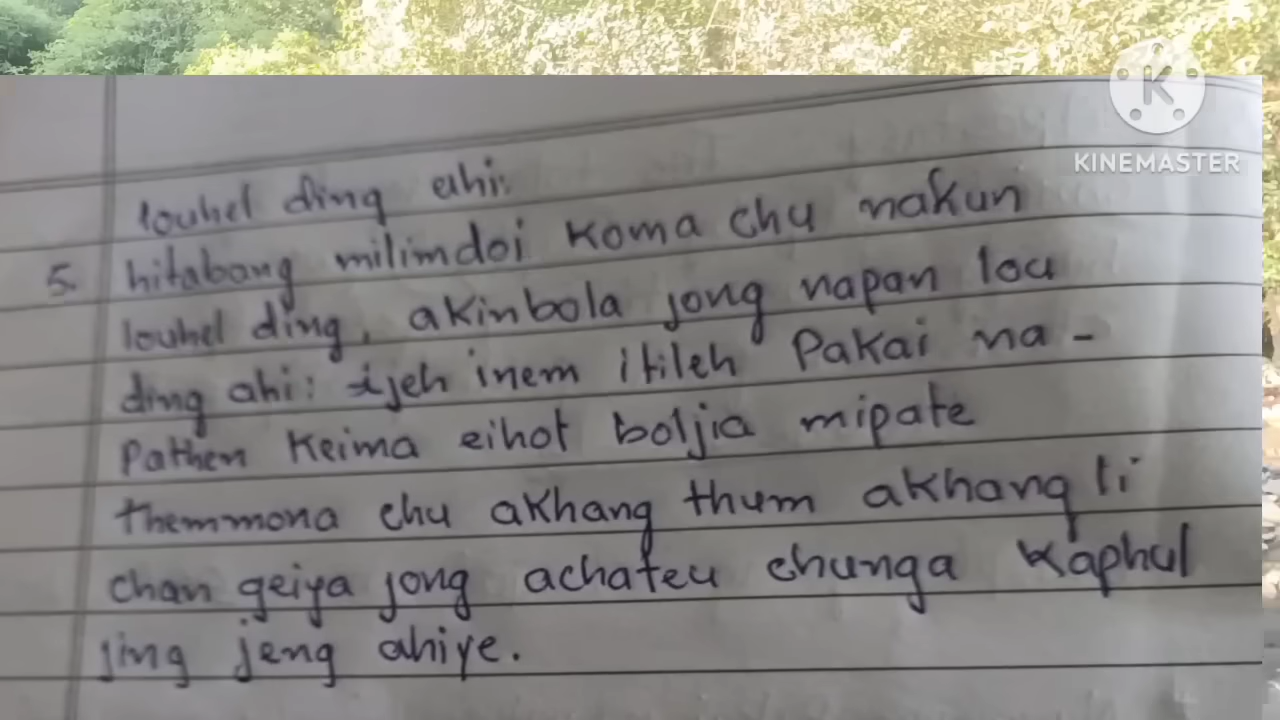 KINEMASTER
louhel ding ahi:
5. hitabang milimdoi koma chu nakun
louhel ding, akinbola jong napan lou
ding ahi: ijeh inem itileh Pakai na-
Pathen Keima eihot boljia mipate
themmona chu akhang thum akhang li
chan geiya jong achateu chunga kaphul
jing jeng ahiye.